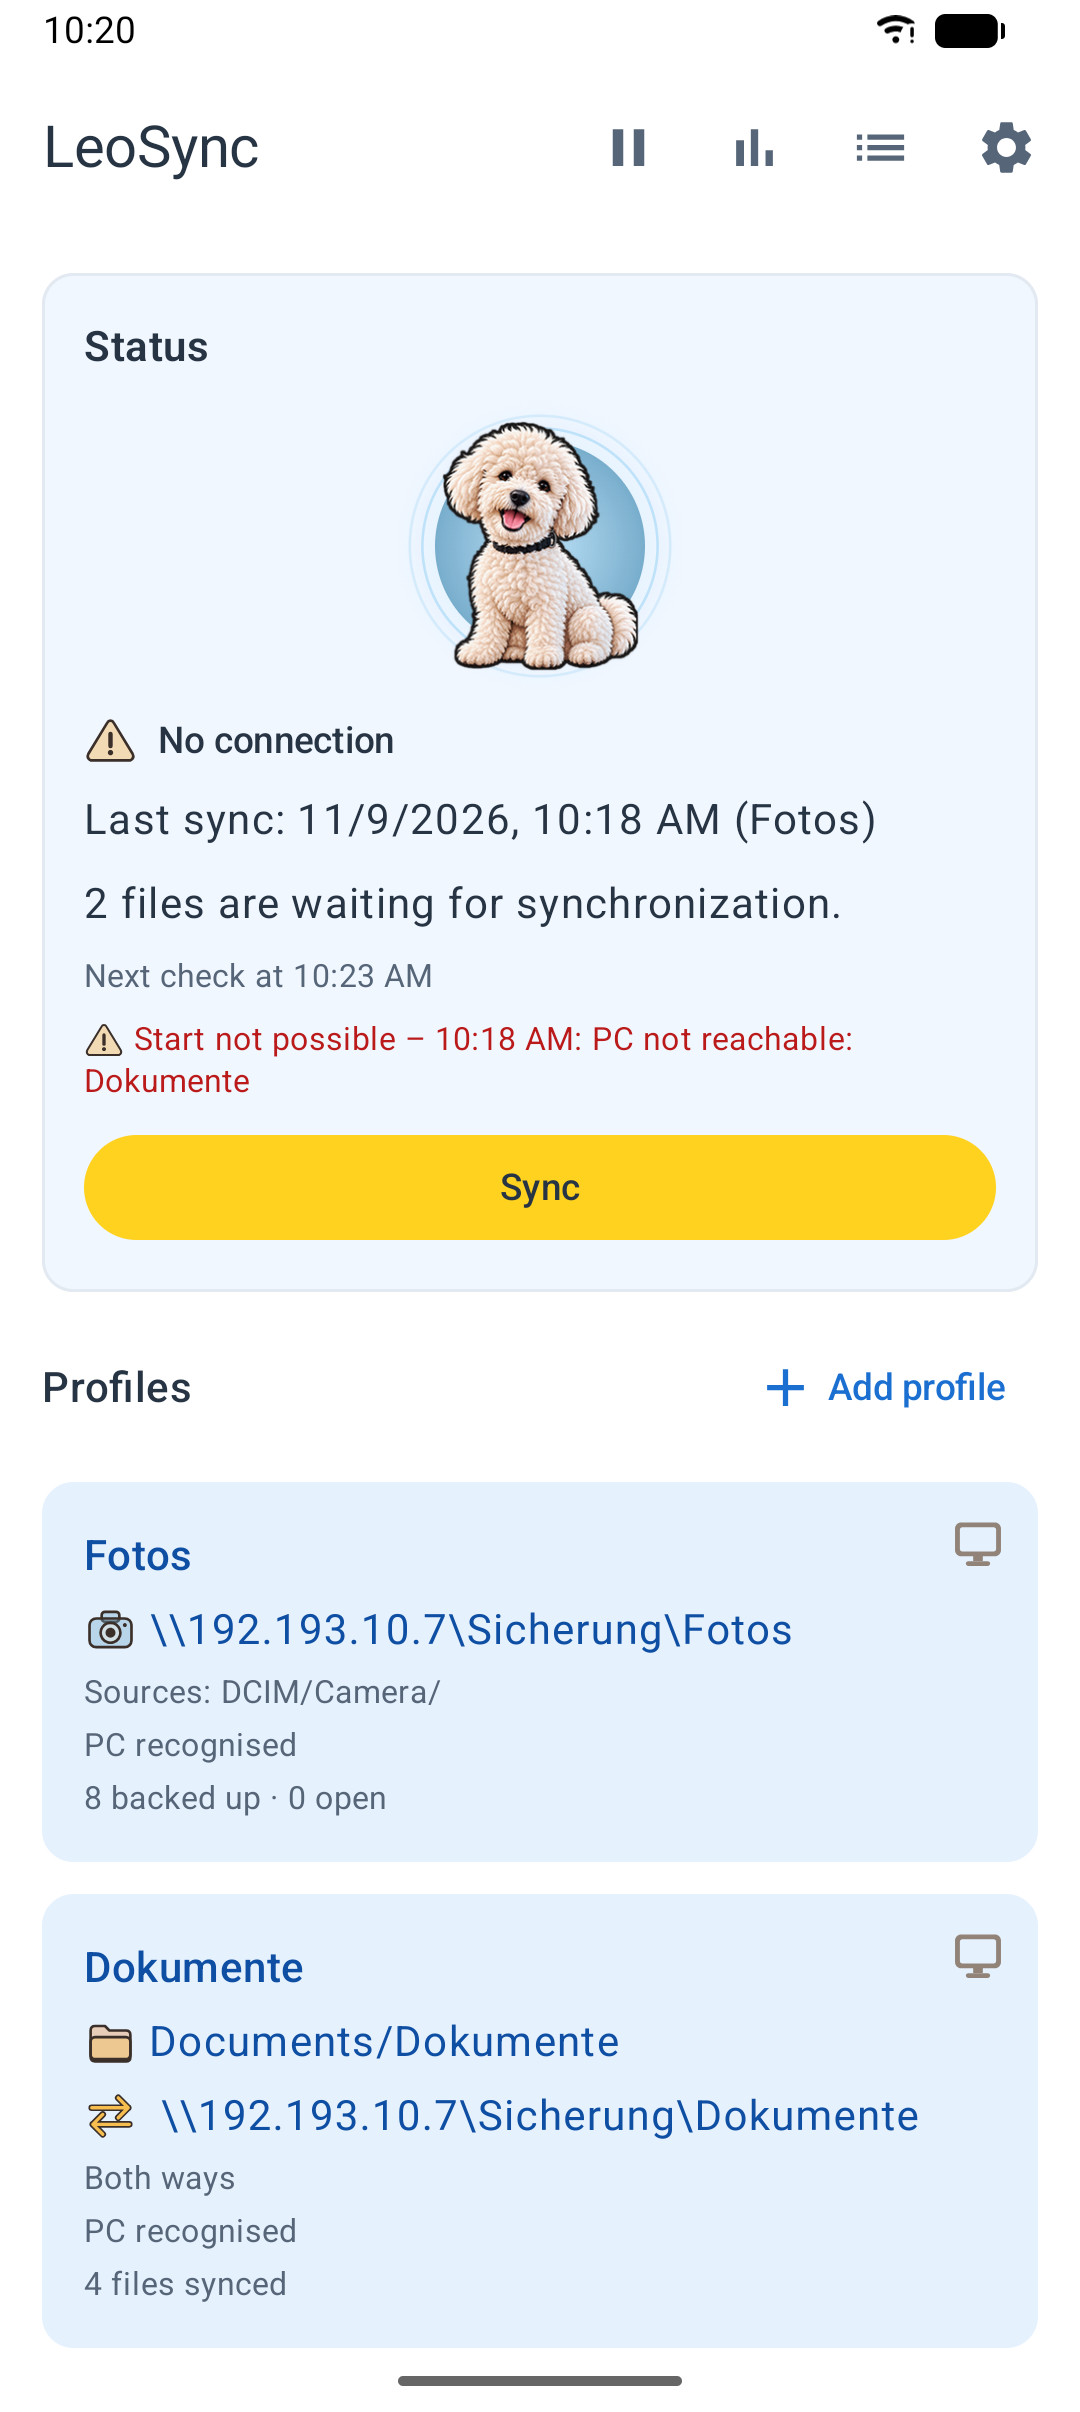 10:20
LeoSync
Status
No connection
Last sync: 11/9/2026, 10:18 AM (Fotos)
2 files are waiting for synchronization.
Next check at 10:23 AM
Start not possible – 10:18 AM: PC not reachable:
Dokumente
Sync
Profiles
Add profile
Fotos
\\192.193.10.7\Sicherung\Fotos
Sources: DCIM/Camera/
PC recognised
8 backed up · 0 open
Dokumente
Documents/Dokumente
\\192.193.10.7\Sicherung\Dokumente
Both ways
PC recognised
4 files synced